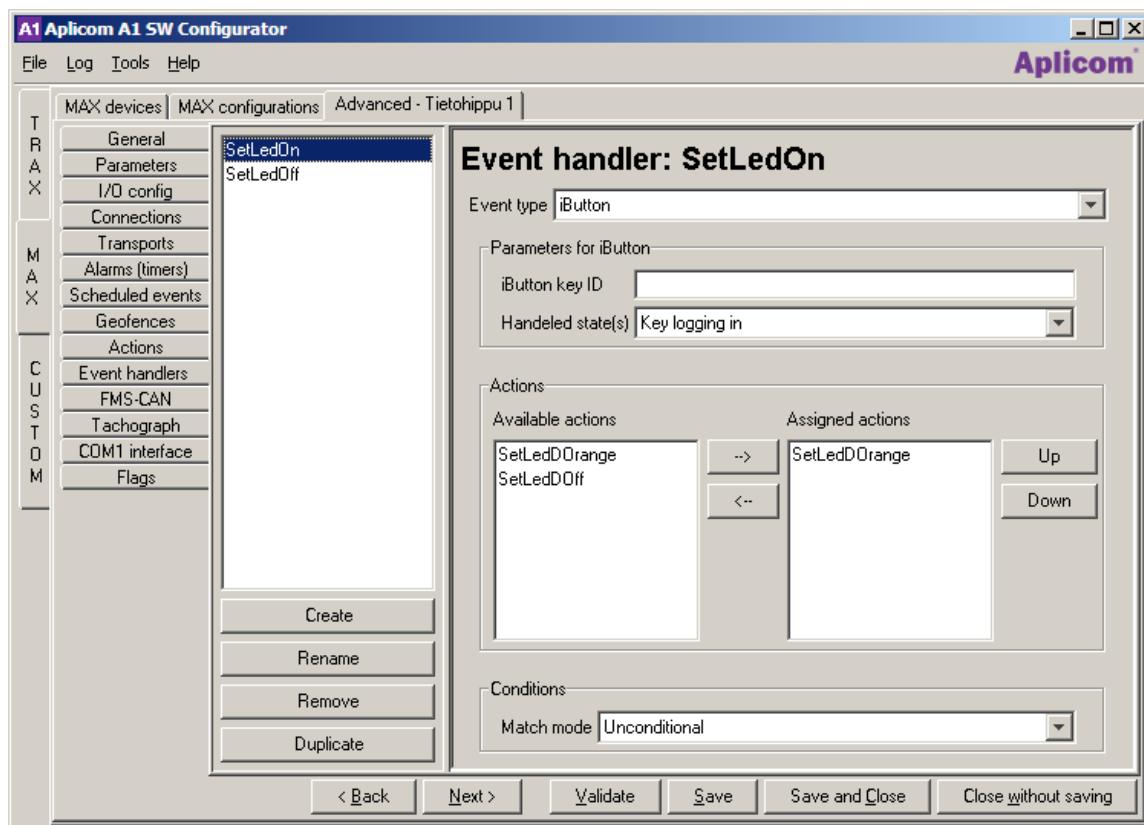 A1 Aplicom A1 SW Configurator
File Log Tools Help
Aplicom
TRAX
MAX
CUSTOM
MAX devices MAX configurations Advanced - Tietohippu 1
General
Parameters
I/O config
Connections
Transports
Alarms (timers)
Scheduled events
Geofences
Actions
Event handlers
FMS-CAN
Tachograph
COM1 interface
Flags
SetLedOn
SetLedOff
Create
Rename
Remove
Duplicate
Event handler: SetLedOn
Event type iButton
Parameters for iButton
iButton key ID
Handeled state(s) Key logging in
Actions
Available actions Assigned actions
SetLedDOrange --> SetLedDOrange Up
SetLedDOff
<-- Down
Conditions
Match mode Unconditional
< Back Next > Validate Save Save and Close Close without saving